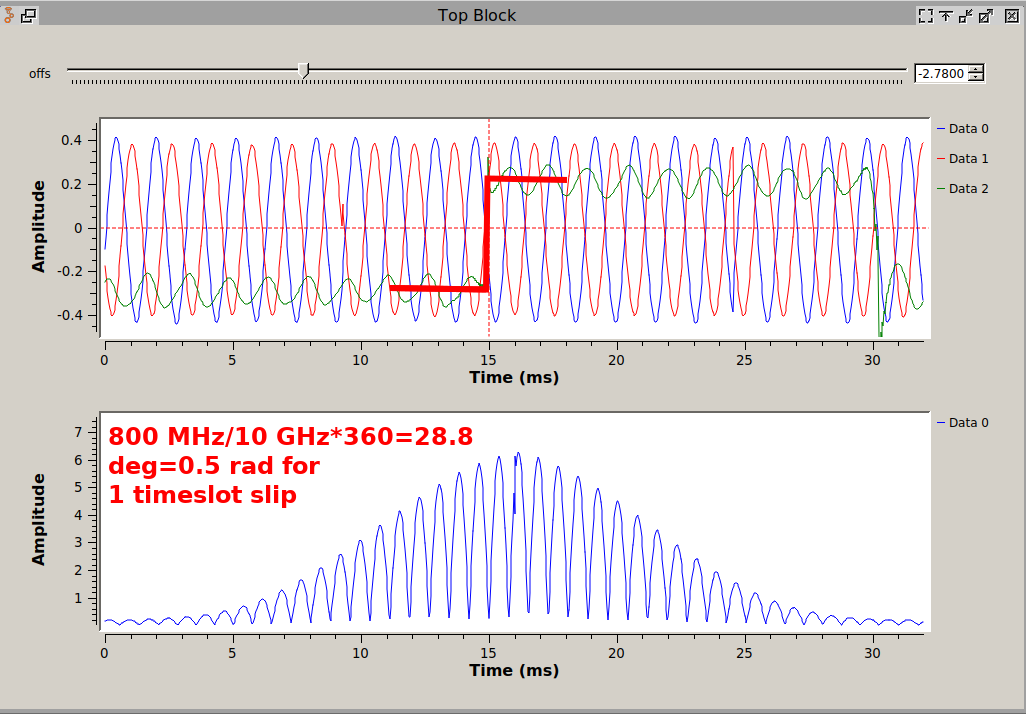 Top Block
offs
-2.7800
0.4
0.2
0
-0.2
-0.4
Amplitude
0 5 10 15 20 25 30
Time (ms)
Data 0
Data 1
Data 2
7
6
5
4
3
2
1
Amplitude
800 MHz/10 GHz*360=28.8
deg=0.5 rad for
1 timeslot slip
0 5 10 15 20 25 30
Time (ms)
Data 0